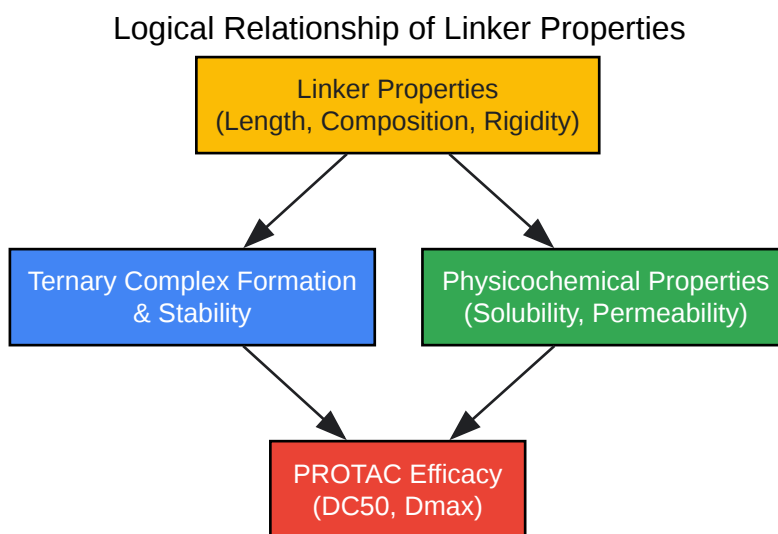 Logical Relationship of Linker Properties
Linker Properties
(Length, Composition, Rigidity)
Ternary Complex Formation
& Stability
Physicochemical Properties
(Solubility, Permeability)
PROTAC Efficacy
(DC50, Dmax)